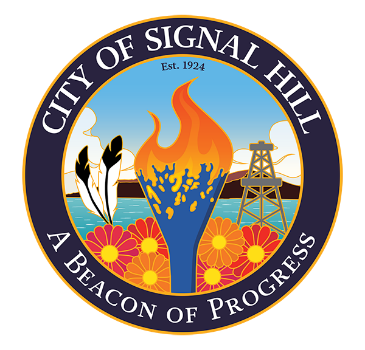 CITY OF SIGNAL HILL
Est. 1924
A BEACON OF PROGRESS